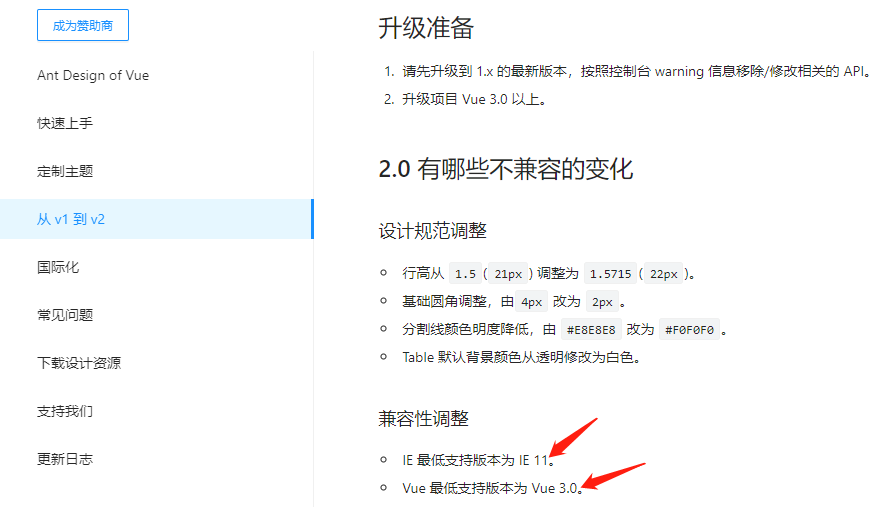 成为赞助商
Ant Design of Vue
快速上手
定制主题
从 v1 到 v2
国际化
常见问题
下载设计资源
支持我们
更新日志
升级准备
1. 请先升级到 1.x 的最新版本，按照控制台 warning 信息移除/修改相关的 API。
2. 升级项目 Vue 3.0 以上。
2.0 有哪些不兼容的变化
设计规范调整
行高从 1.5 ( 21px ) 调整为 1.5715 ( 22px )。
基础圆角调整，由 4px 改为 2px 。
分割线颜色明度降低，由 #E8E8E8 改为 #F0F0F0 。
Table 默认背景颜色从透明修改为白色。
兼容性调整
IE 最低支持版本为 IE 11。
Vue 最低支持版本为 Vue 3.0。